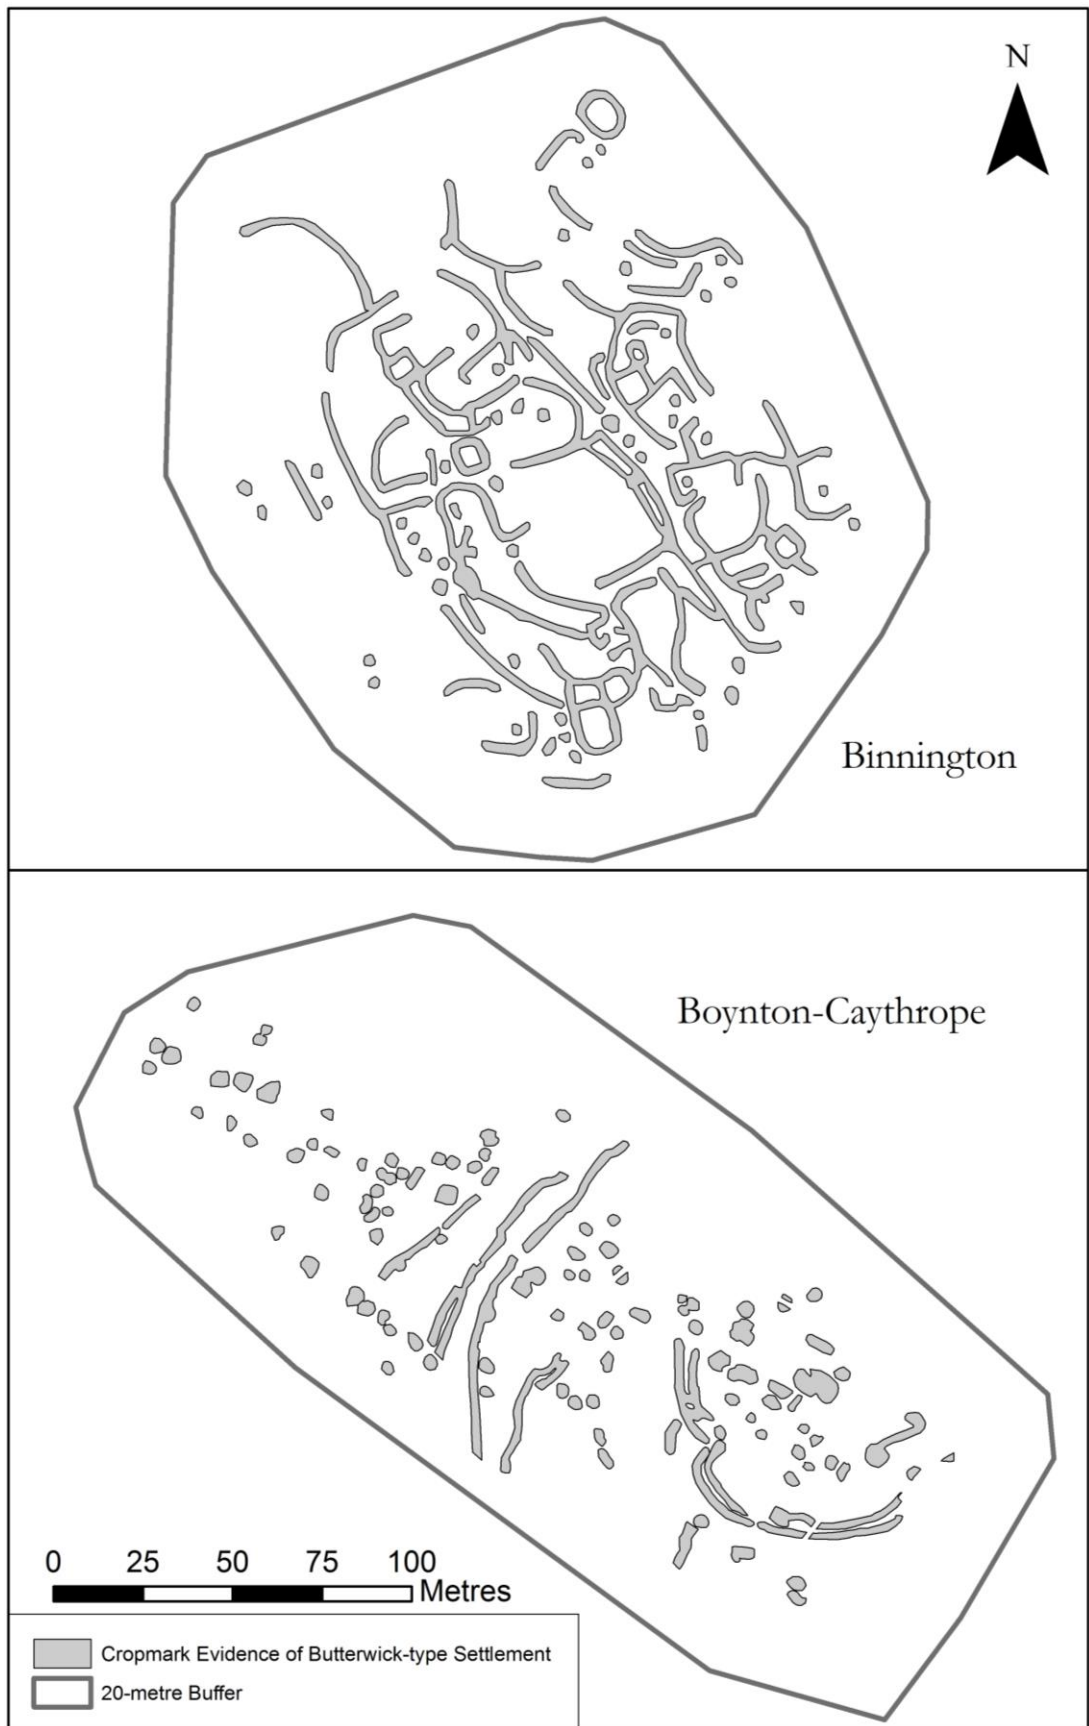 N
Binnington
Boynton-Caythrope
0 25 50 75 100
Metres
Cropmark Evidence of Butterwick-type Settlement
20-metre Buffer